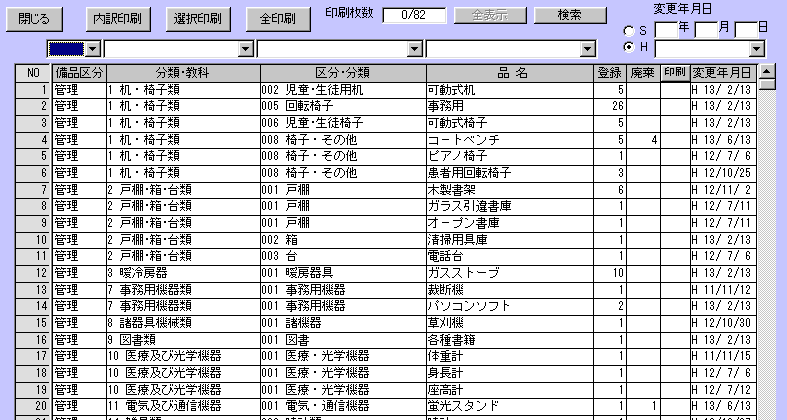 閉じる 内訳印刷 選択印刷 全印刷 印刷枚数 0/82 全表示 検索 変更年月日
S 年 月 日
H
NO 備品区分 分類・教科 区分・分類 品 名 登録 廃棄 印刷 変更年月日
1 管理 1 机・椅子類 002 児童・生徒用机 可動式机 5 H 13/ 2/13
2 管理 1 机・椅子類 005 回転椅子 事務用 26 H 13/ 2/13
3 管理 1 机・椅子類 006 児童・生徒椅子 可動式椅子 5 H 13/ 2/13
4 管理 1 机・椅子類 008 椅子・その他 コートベンチ 5 4 H 13/ 6/13
5 管理 1 机・椅子類 008 椅子・その他 ピアノ椅子 1 H 12/ 7/ 6
6 管理 1 机・椅子類 008 椅子・その他 患者用回転椅子 3 H 12/10/25
7 管理 2 戸棚・箱・台類 001 戸棚 木製書架 6 H 12/11/ 2
8 管理 2 戸棚・箱・台類 001 戸棚 ガラス引違書庫 1 H 12/ 7/11
9 管理 2 戸棚・箱・台類 001 戸棚 オープン書庫 1 H 12/ 7/11
10 管理 2 戸棚・箱・台類 002 箱 清掃用具庫 1 H 13/ 2/13
11 管理 2 戸棚・箱・台類 003 台 電話台 1 H 12/ 7/ 6
12 管理 3 暖冷房器 001 暖房器具 ガスストーブ 10 H 13/ 2/13
13 管理 7 事務用機器類 001 事務用機器 裁断機 1 H 11/11/12
14 管理 7 事務用機器類 001 事務用機器 パソコンソフト 2 H 13/ 2/13
15 管理 8 諸器具機械類 001 諸機器 草刈機 1 H 12/10/30
16 管理 9 図書類 001 図書 各種書籍 1 H 13/ 2/13
17 管理 10 医療及び光学機器 001 医療・光学機器 体重計 1 H 11/11/15
18 管理 10 医療及び光学機器 001 医療・光学機器 身長計 1 H 12/ 7/ 6
19 管理 10 医療及び光学機器 001 医療・光学機器 座高計 1 H 12/ 7/12
20 管理 11 電気及び通信機器 001 電気・通信機器 蛍光スタンド 1 1 H 13/ 6/13